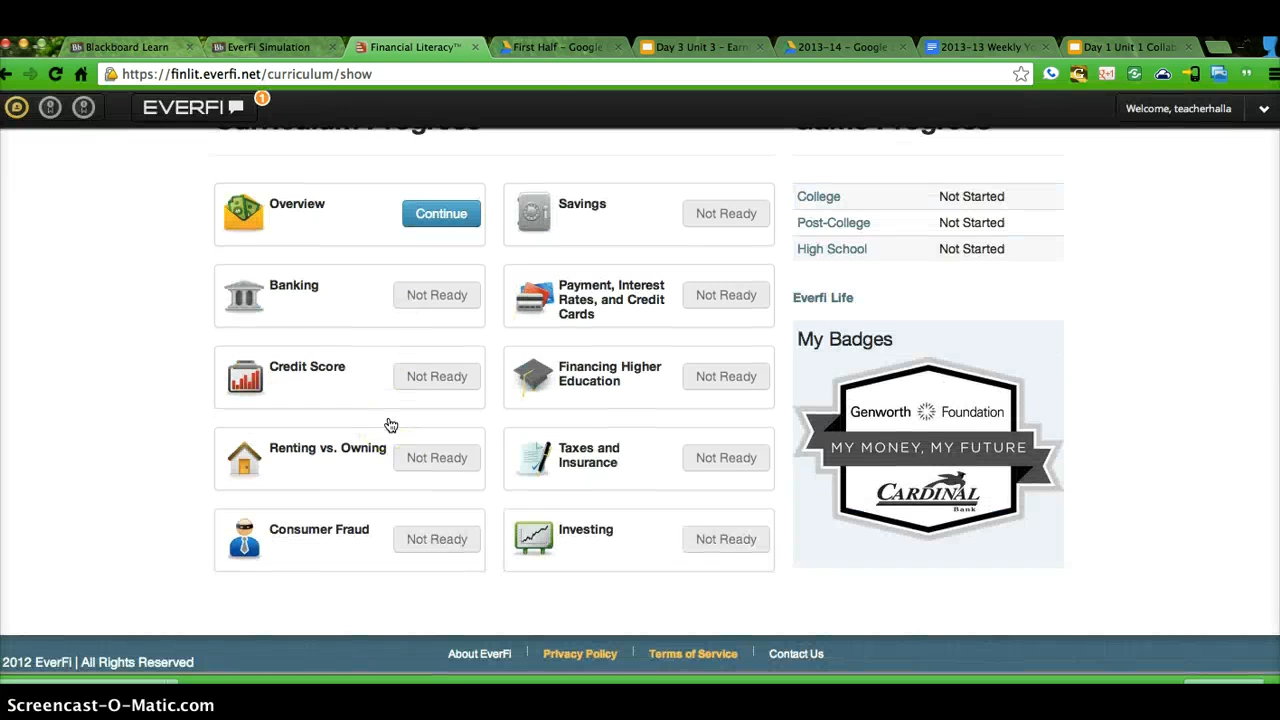 Blackboard Learn
EverFi Simulation
Financial Literacy™
First Half - Google
Day 3 Unit 3 - Earn
2013-14 - Google
2013-13 Weekly Yo
Day 1 Unit 1 Collab
https://finlit.everfi.net/curriculum/show
EVERFI
1
Welcome, teacherhalla
Curriculum Progress
Game Progress
Overview
Continue
Savings
Not Ready
Banking
Not Ready
Payment, Interest
Rates, and Credit
Cards
Not Ready
Credit Score
Not Ready
Financing Higher
Education
Not Ready
Renting vs. Owning
Not Ready
Taxes and
Insurance
Not Ready
Consumer Fraud
Not Ready
Investing
Not Ready
College Not Started
Post-College Not Started
High School Not Started
Everfi Life
My Badges
Genworth Foundation
MY MONEY, MY FUTURE
CARDINAL
Bank
2012 EverFi | All Rights Reserved
About EverFi
Privacy Policy
Terms of Service
Contact Us
Screencast-O-Matic.com